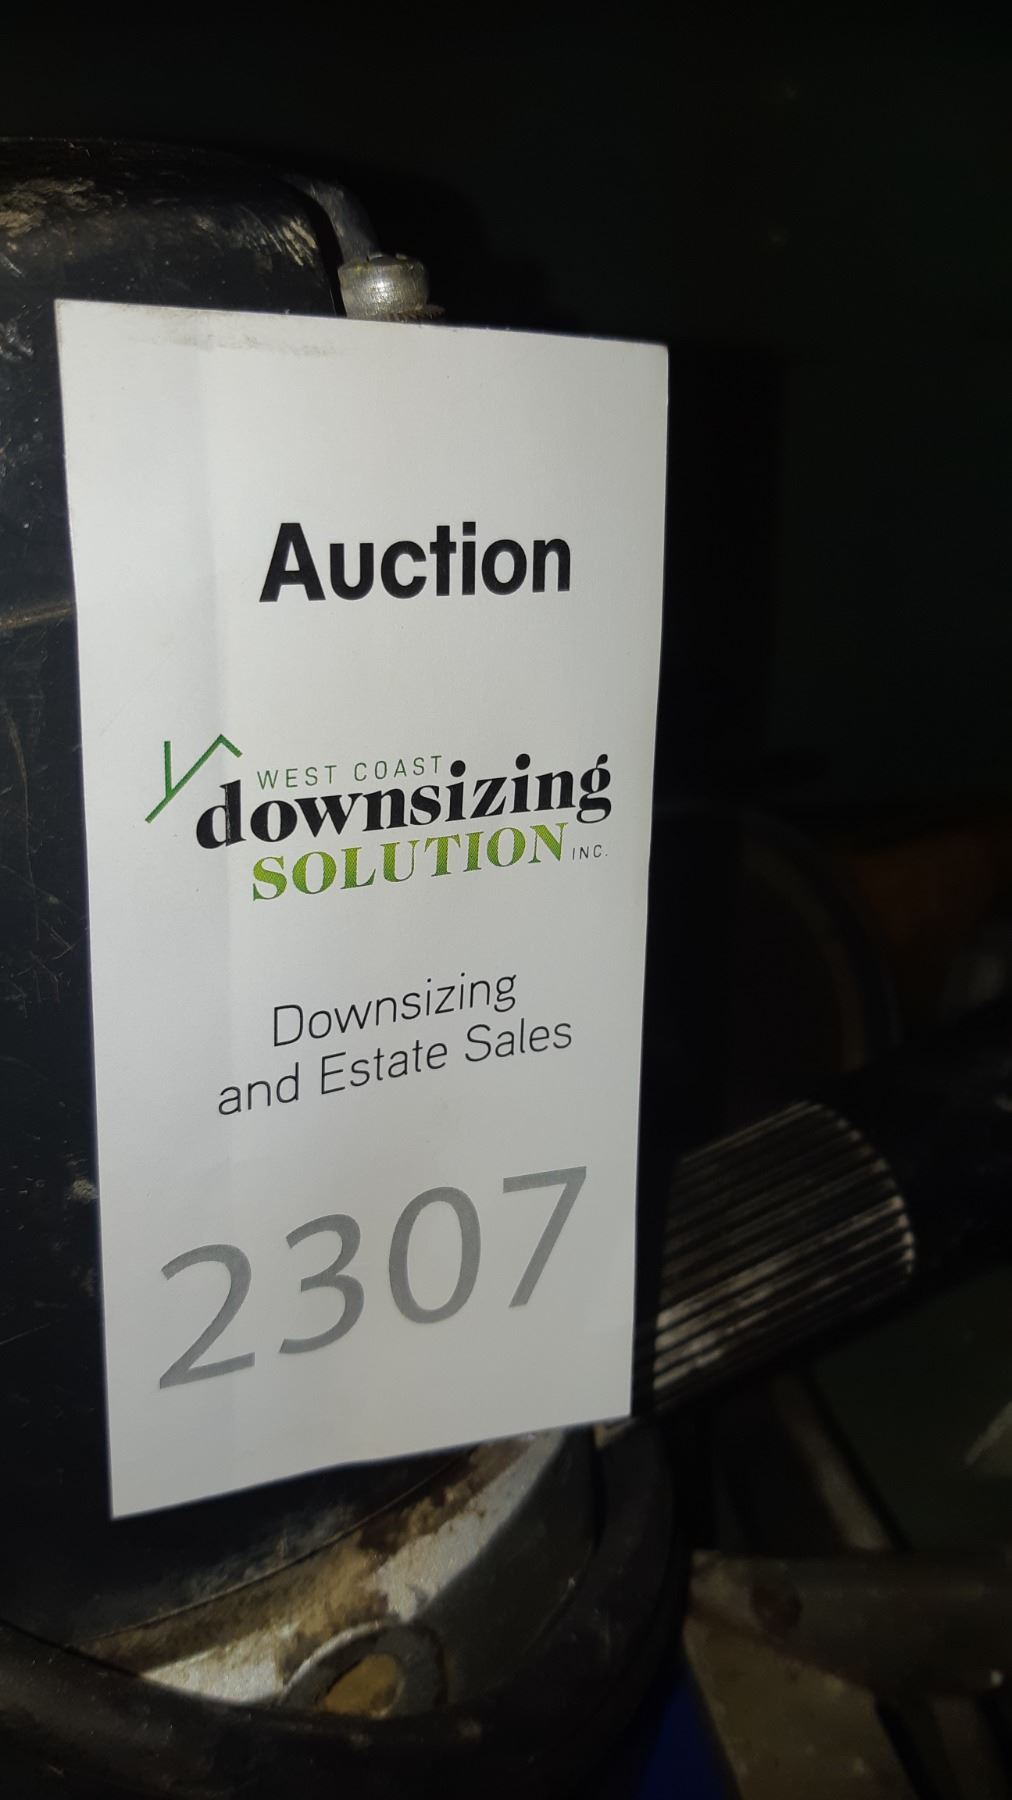 Auction
WEST COAST
downsizing
SOLUTION INC.
Downsizing
and Estate Sales
2307